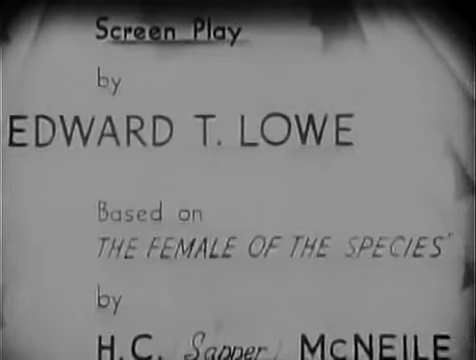 Screen Play
by
EDWARD T. LOWE
Based on
THE FEMALE OF THE SPECIES"
by
H.C. Sapper McNEILE